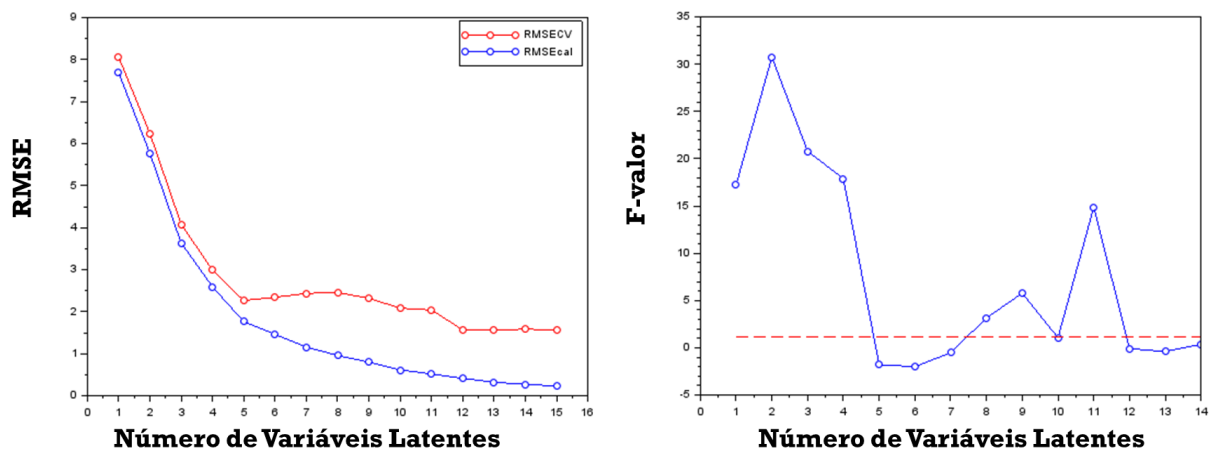 RMSE
9
8
7
6
5
4
3
2
1
0
RMSECV
RMSEcal
0 1 2 3 4 5 6 7 8 9 10 11 12 13 14 15 16
Número de Variáveis Latentes
F-valor
35
30
25
20
15
10
5
0
-5
0 1 2 3 4 5 6 7 8 9 10 11 12 13 14
Número de Variáveis Latentes